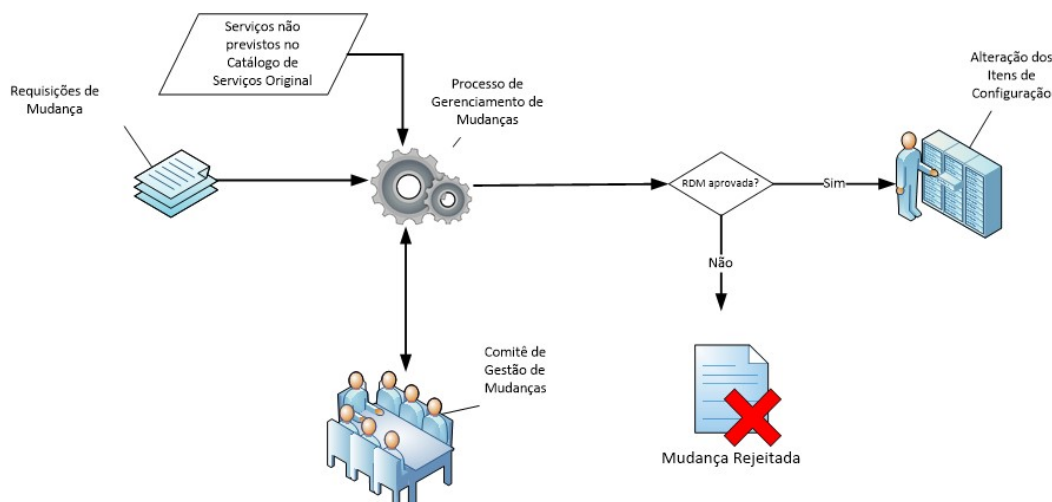 Serviços não
previstos no
Catálogo de
Serviços Original
Requisições de
Mudança
Processo de
Gerenciamento de
Mudanças
Alteração dos
Itens de
Configuração
RDM aprovada?
Sim
Não
Comitê de
Gestão de
Mudanças
Mudança Rejeitada